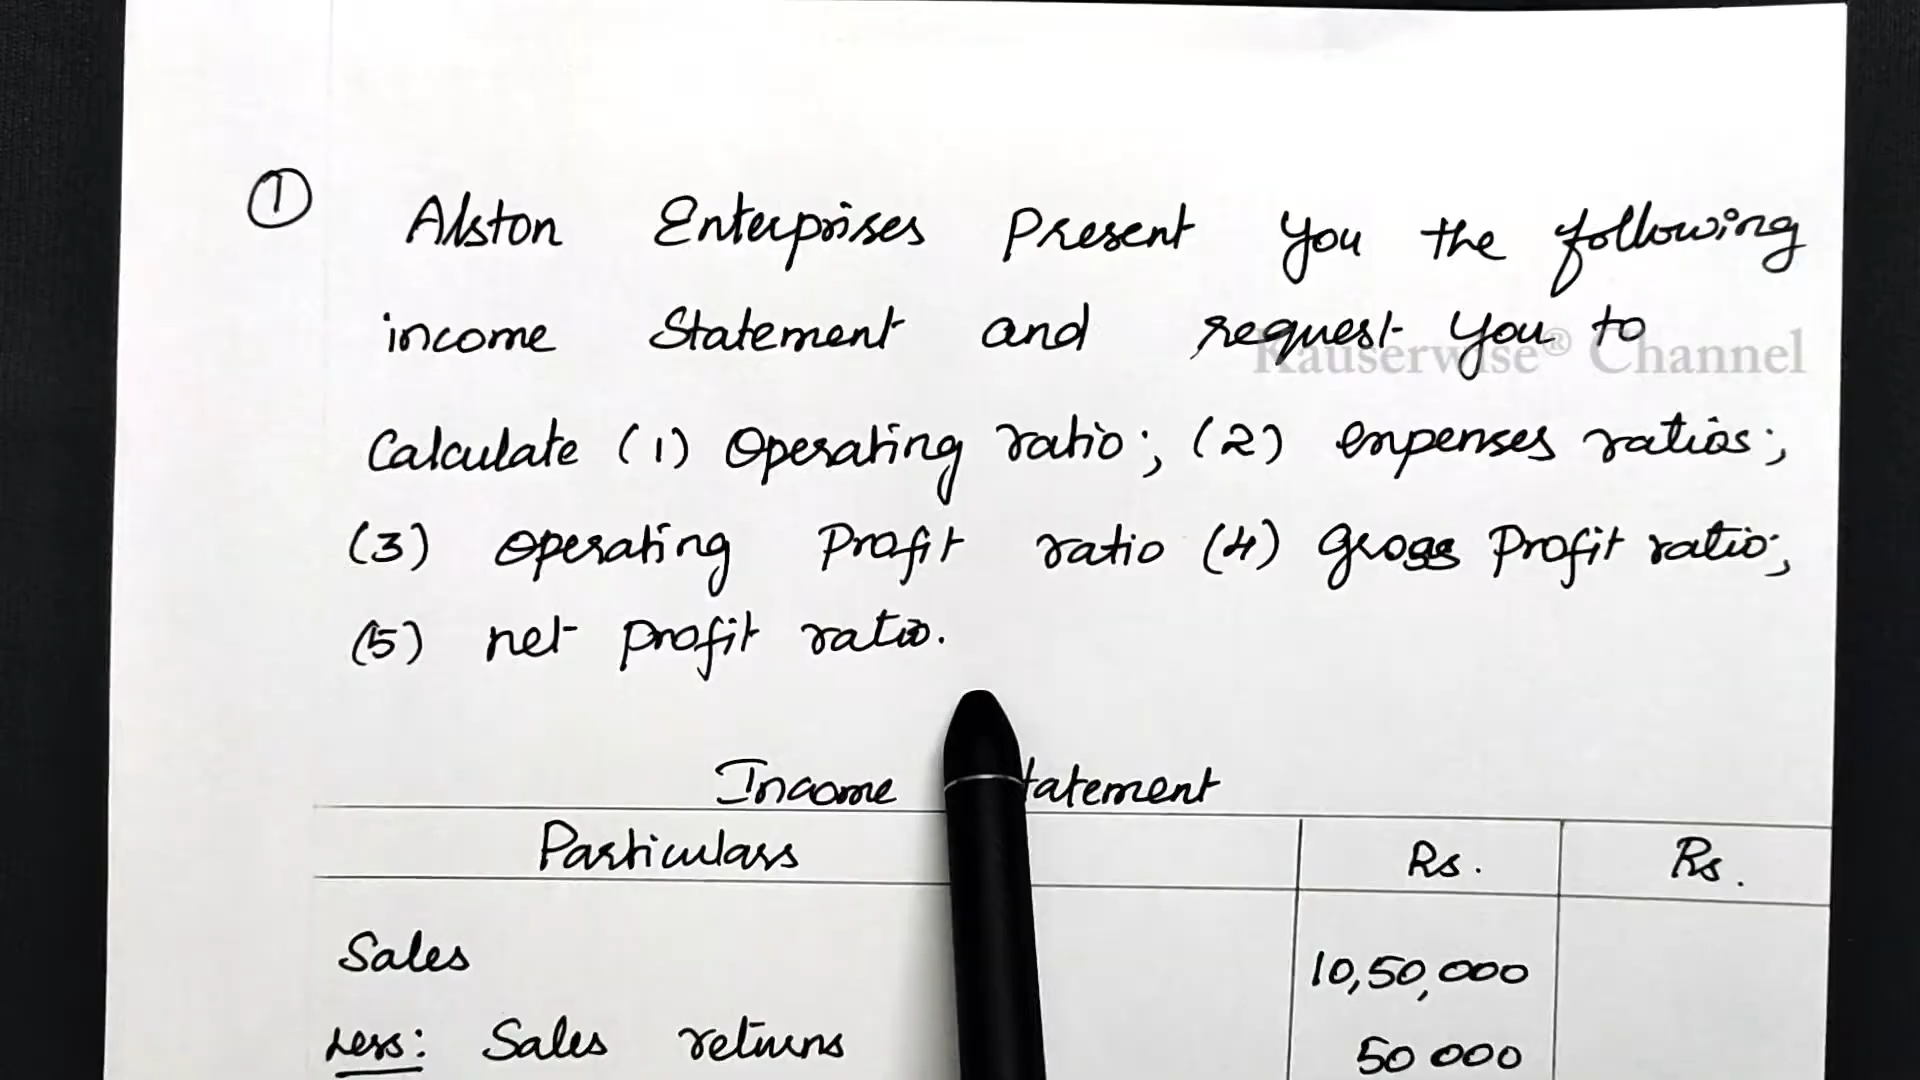 1
Alston Enterprises Present you the following
income Statement and request you to
Kauserwise® Channel
Calculate (1) Operating ratio; (2) expenses ratios;
(3) Operating Profit ratio (4) gross profit ratio;
(5) net profit ratio.
Income tatement
Particulars Rs. Rs.
Sales 10,50,000
Less: Sales returns 50 000